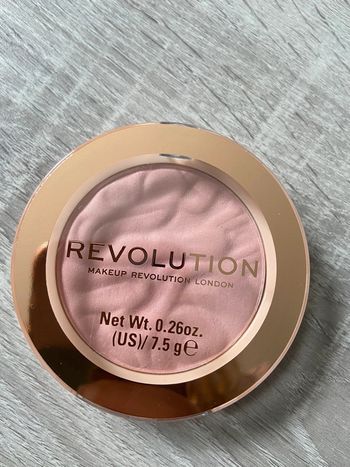 REVOLUTION
MAKEUP REVOLUTION LONDON
Net Wt. 0.26oz.
(US)/ 7.5 g℮